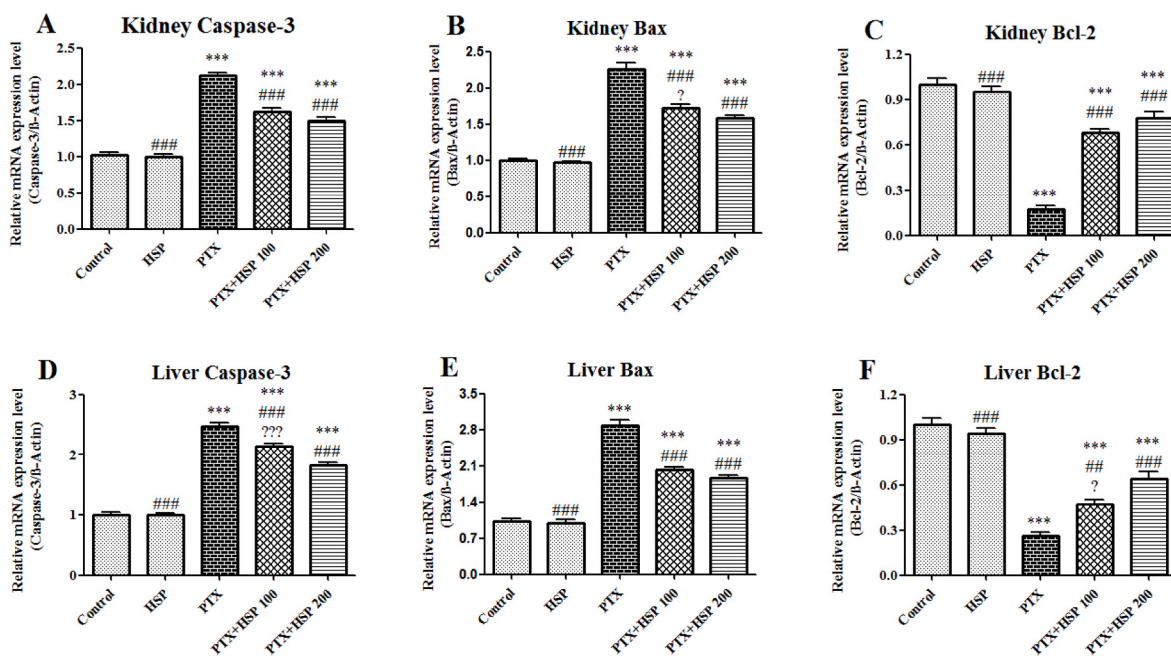 A
Kidney Caspase-3
Relative mRNA expression level
(Caspase-3/ß-Actin)
2.5
2.0
1.5
1.0
0.5
0.0
###
***
***
###
***
###
Control
HSP
PTX
PTX+HSP 100
PTX+HSP 200
B
Kidney Bax
Relative mRNA expression level
(Bax/ß-Actin)
2.5
2.0
1.5
1.0
0.5
0.0
###
***
***
###
?
***
###
Control
HSP
PTX
PTX+HSP 100
PTX+HSP 200
C
Kidney Bcl-2
Relative mRNA expression level
(Bcl-2/ß-Actin)
1.2
0.9
0.6
0.3
0.0
###
***
***
###
***
###
Control
HSP
PTX
PTX+HSP 100
PTX+HSP 200
D
Liver Caspase-3
Relative mRNA expression level
(Caspase-3/ß-Actin)
3
2
1
0
###
***
***
###
???
***
###
Control
HSP
PTX
PTX+HSP 100
PTX+HSP 200
E
Liver Bax
Relative mRNA expression level
(Bax/ß-Actin)
3.5
2.8
2.1
1.4
0.7
0.0
###
***
***
###
***
###
Control
HSP
PTX
PTX+HSP 100
PTX+HSP 200
F
Liver Bcl-2
Relative mRNA expression level
(Bcl-2/ß-Actin)
1.2
0.9
0.6
0.3
0.0
###
***
***
##
?
***
###
Control
HSP
PTX
PTX+HSP 100
PTX+HSP 200